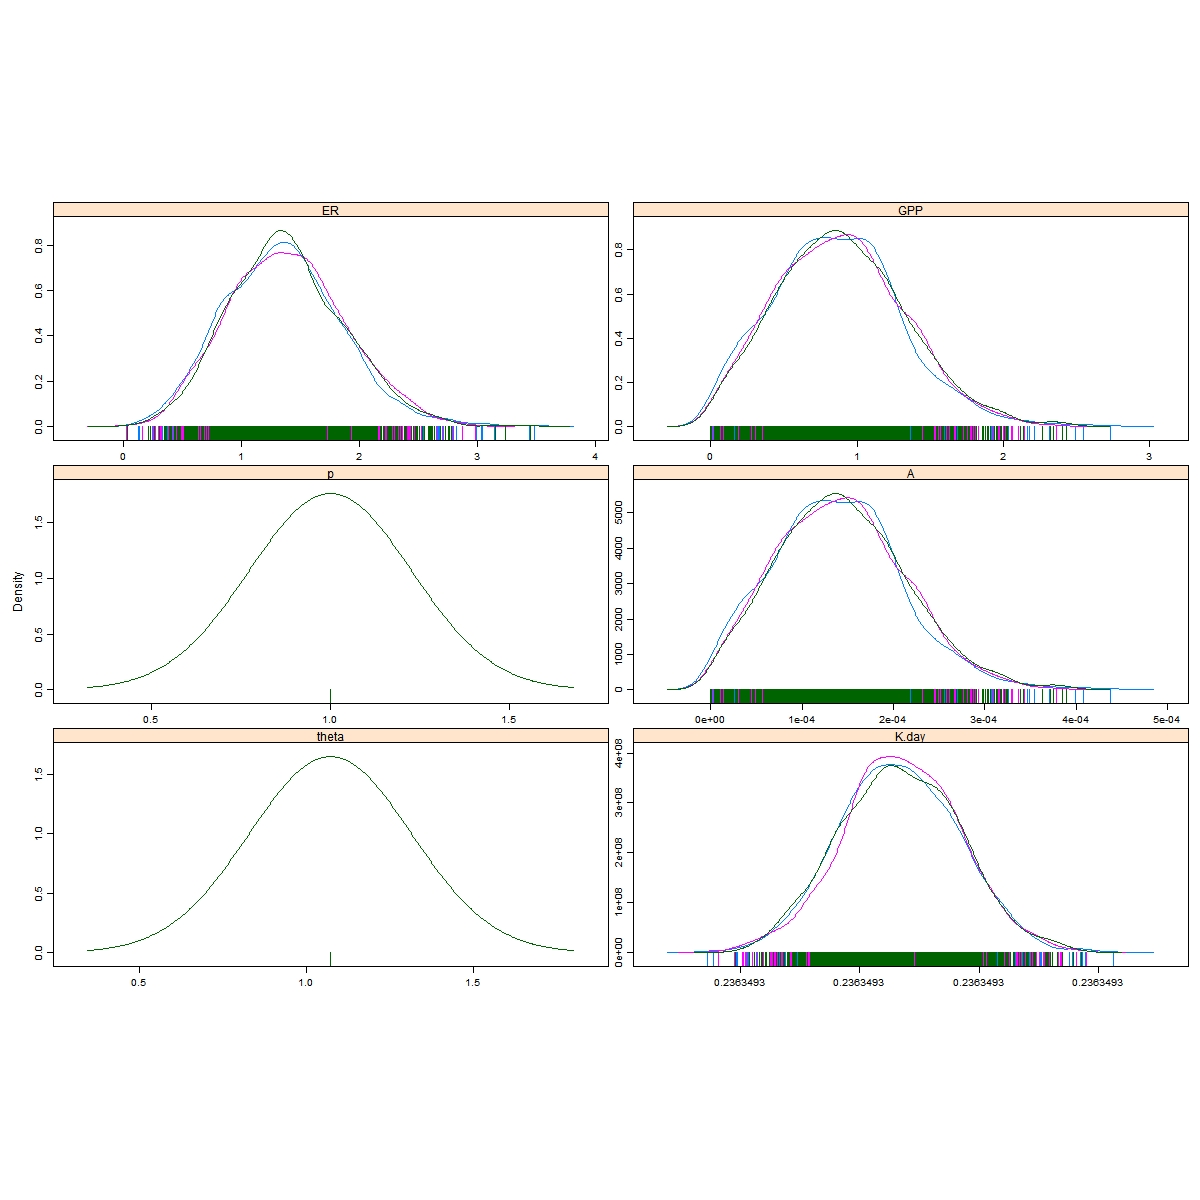 ER
GPP
0.0 0.2 0.4 0.6 0.8
0.0 0.2 0.4 0.6 0.8
0 1 2 3 4
0 1 2 3
p
A
Density
0.0 0.5 1.0 1.5
0 1000 2000 3000 4000 5000
0.5 1.0 1.5
0e+00 1e-04 2e-04 3e-04 4e-04 5e-04
theta
K.day
0.0 0.5 1.0 1.5
0e+00 1e+08 2e+08 3e+08 4e+08
0.5 1.0 1.5
0.2363493 0.2363493 0.2363493 0.2363493